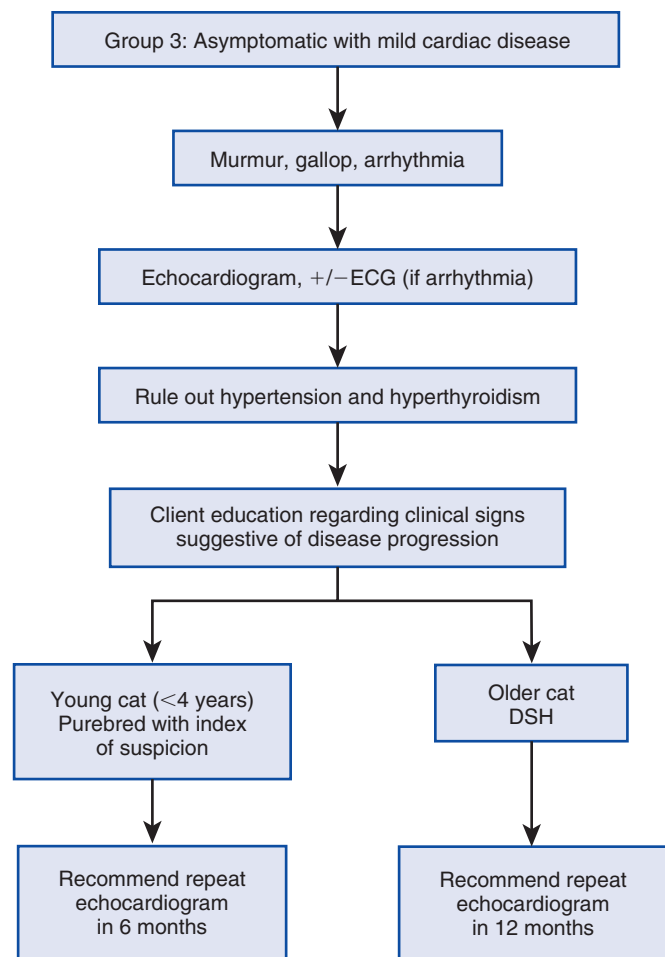 Group 3: Asymptomatic with mild cardiac disease
Murmur, gallop, arrhythmia
Echocardiogram, +/−ECG (if arrhythmia)
Rule out hypertension and hyperthyroidism
Client education regarding clinical signs
suggestive of disease progression
Young cat (<4 years)
Purebred with index
of suspicion
Older cat
DSH
Recommend repeat
echocardiogram
in 6 months
Recommend repeat
echocardiogram
in 12 months